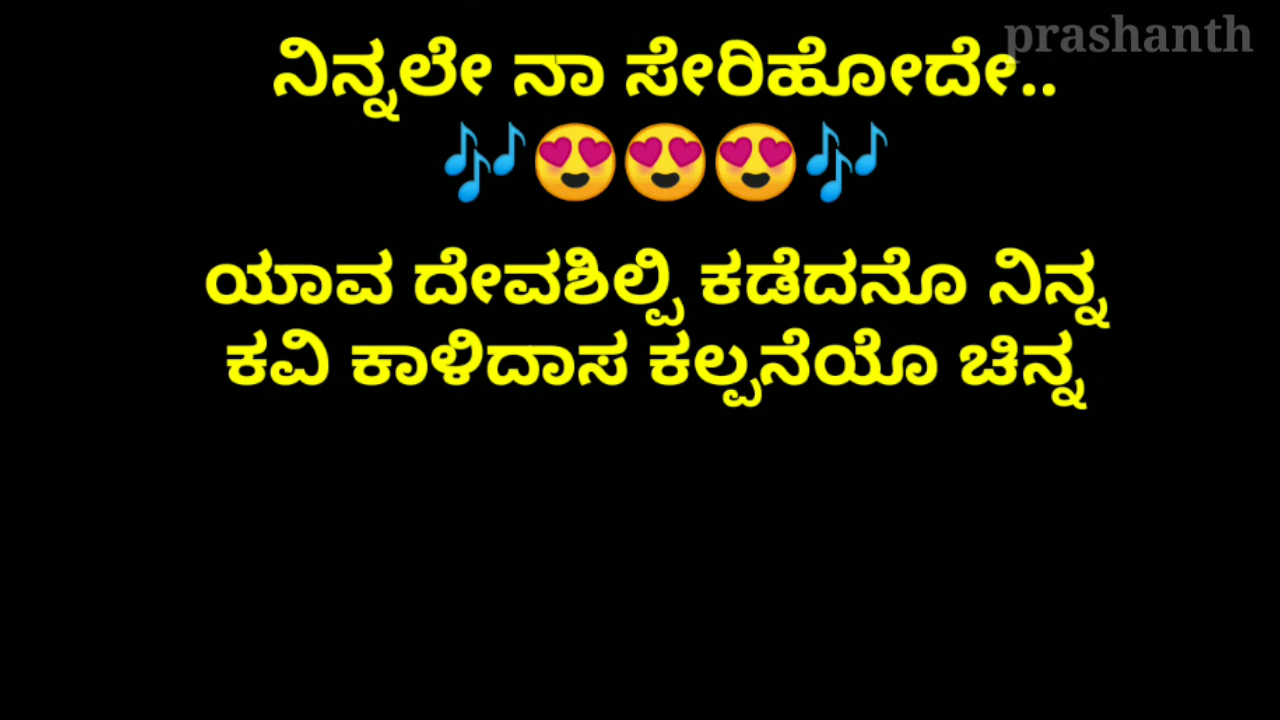 prashanth
ನಿನ್ನಲೇ ನಾ ಸೇರಿಹೋದೇ..
🎶😍😍😍🎶
ಯಾವ ದೇವಶಿಲ್ಪಿ ಕಡೆದನೊ ನಿನ್ನ
ಕವಿ ಕಾಳಿದಾಸ ಕಲ್ಪನೆಯೊ ಚಿನ್ನ